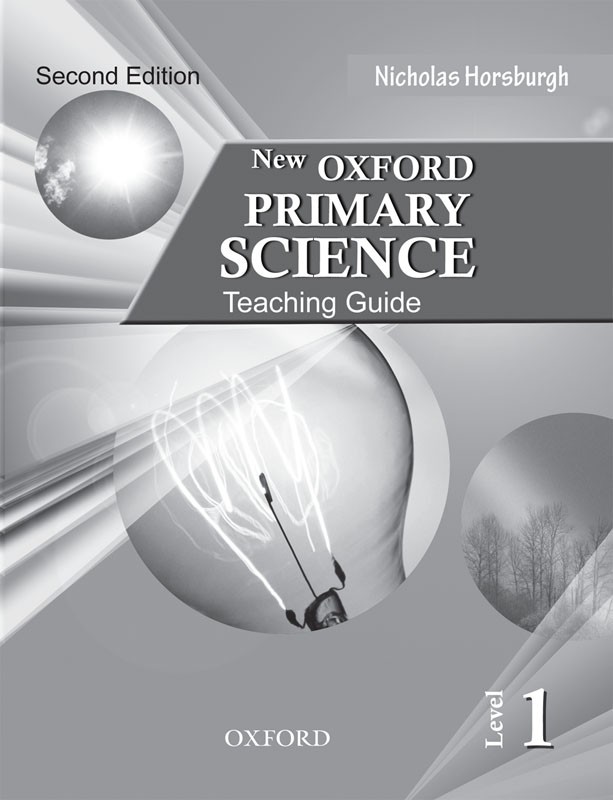 Second Edition
Nicholas Horsburgh
New OXFORD
PRIMARY
SCIENCE
Teaching Guide
Level 1
OXFORD